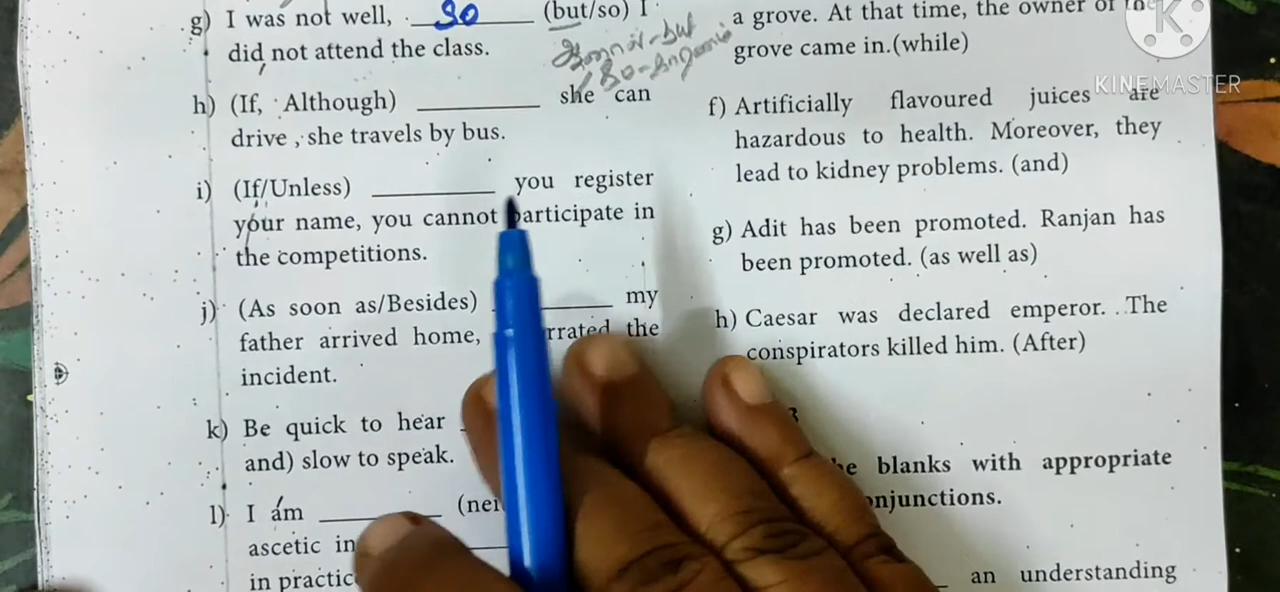 g) I was not well, so (but/so) I
did not attend the class.
h) (If, Although) ________ she can
drive , she travels by bus.
i) (If/Unless) ________ you register
your name, you cannot participate in
the competitions.
j) (As soon as/Besides) ________ my
father arrived home, the
incident.
k) Be quick to hear
and) slow to speak.
l) I am ________
ascetic in
in
a grove. At that time, the owner of the
grove came in.(while)
f) Artificially flavoured juices are
hazardous to health. Moreover, they
lead to kidney problems. (and)
g) Adit has been promoted. Ranjan has
been promoted. (as well as)
h) Caesar was declared emperor. The
conspirators killed him. (After)
blanks with appropriate
an understanding
K
KINEMASTER